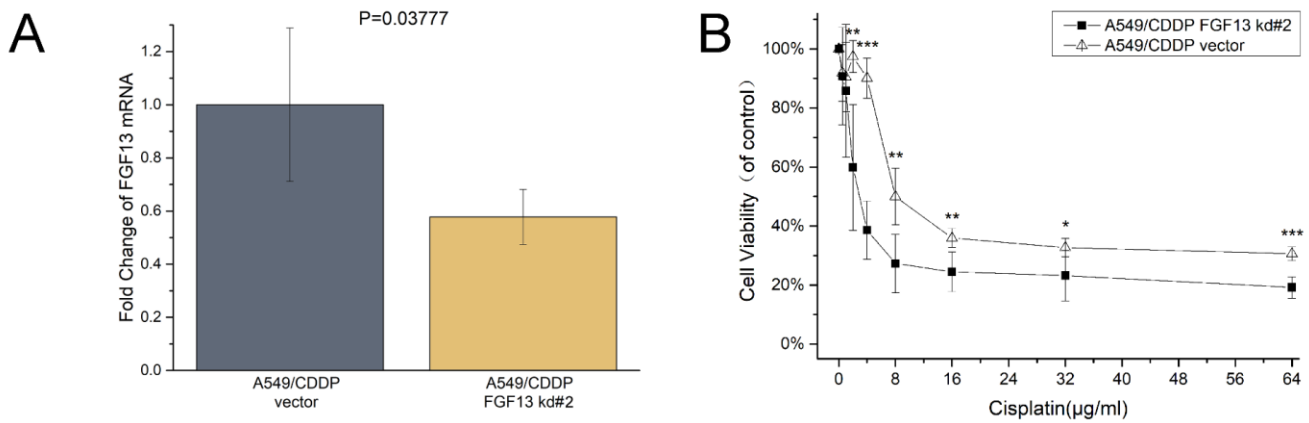 A
P=0.03777
Fold Change of FGF13 mRNA
1.2
1.0
0.8
0.6
0.4
0.2
0.0
A549/CDDP
vector
A549/CDDP
FGF13 kd#2
B
A549/CDDP FGF13 kd#2
A549/CDDP vector
Cell Viability（of control）
100%
80%
60%
40%
20%
0%
**
***
**
**
*
***
0 8 16 24 32 40 48 56 64
Cisplatin(μg/ml)